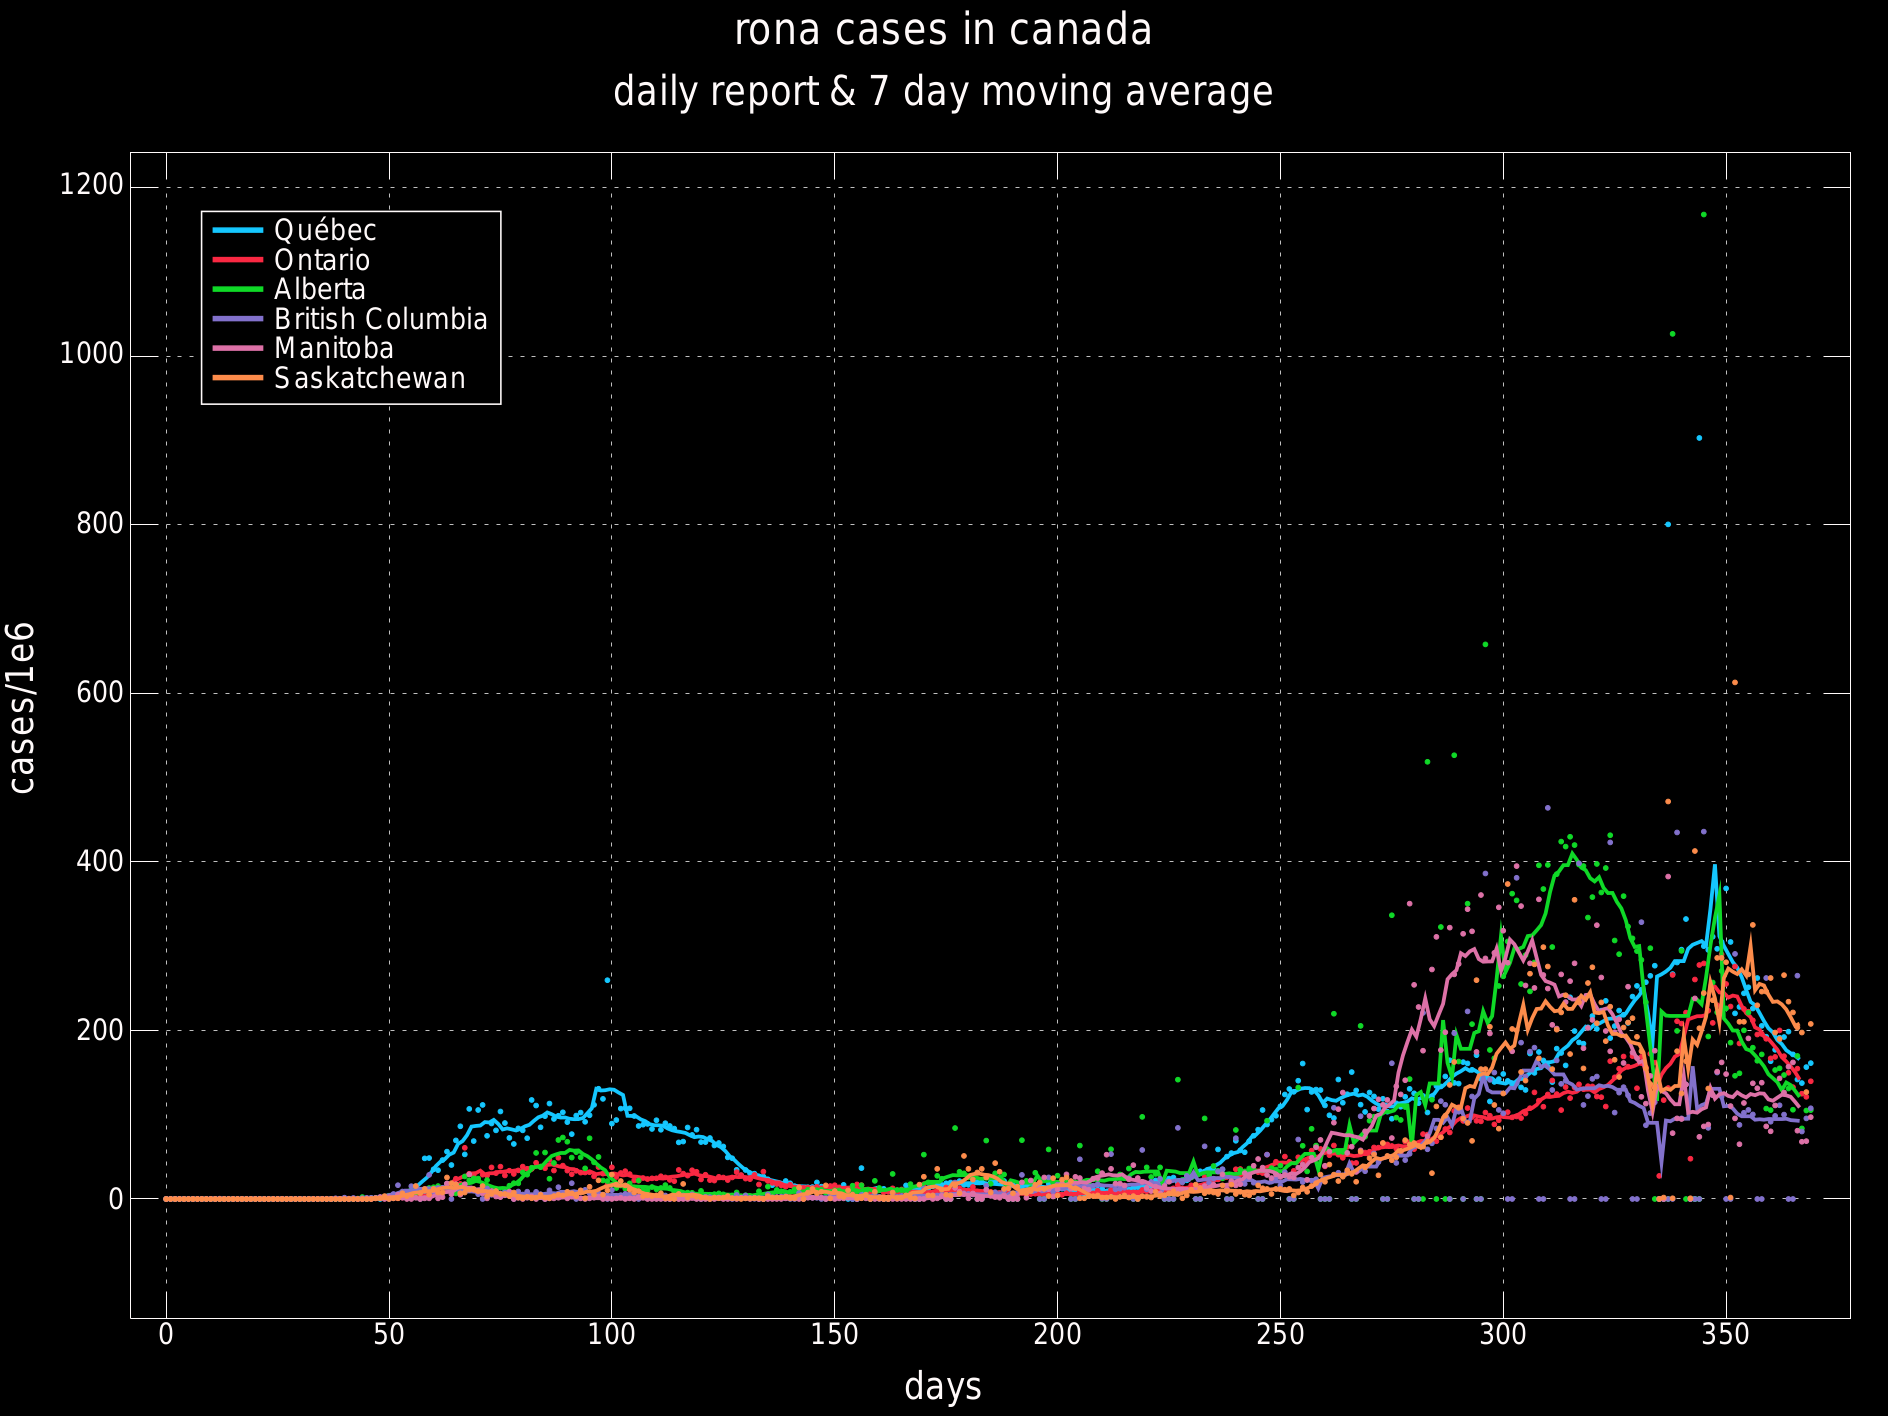 rona cases in canada
daily report & 7 day moving average
1200
1000
800
600
400
200
0
cases/1e6
Québec
Ontario
Alberta
British Columbia
Manitoba
Saskatchewan
0 50 100 150 200 250 300 350
days